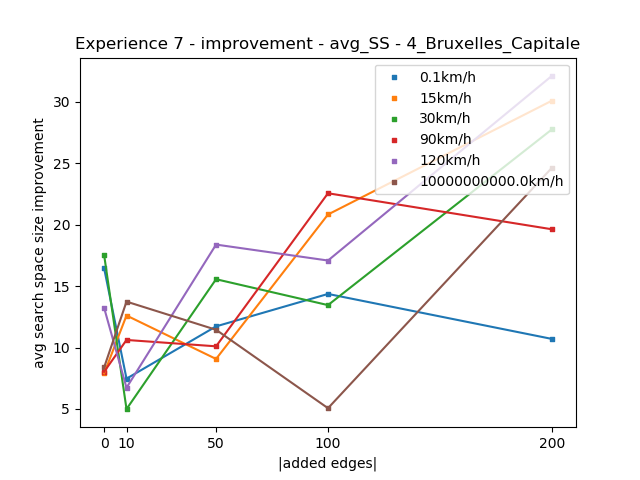 Experience 7 - improvement - avg_SS - 4_Bruxelles_Capitale
avg search space size improvement
30
25
20
15
10
5
0.1km/h
15km/h
30km/h
90km/h
120km/h
10000000000.0km/h
0 10 50 100 200
|added edges|